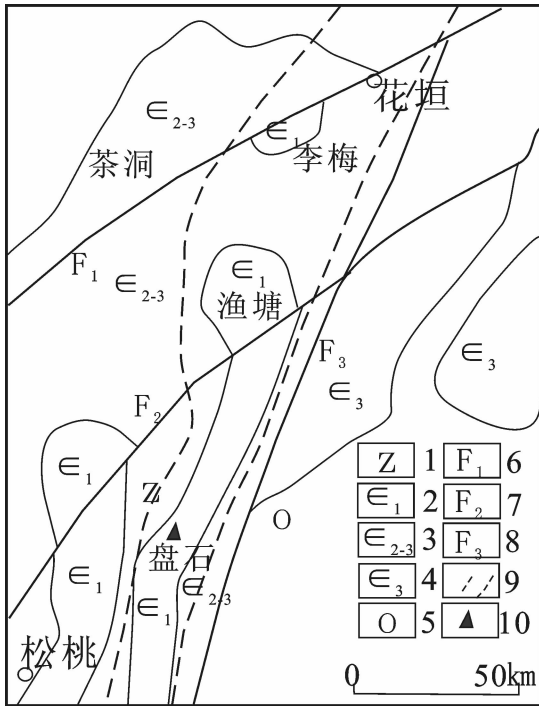 花垣
∈2-3
∈1
茶洞
李梅
F1
∈2-3
∈1
渔塘
F3
∈3
∈3
F2
∈1
Z
O
盘石
∈1
∈1
∈2-3
松桃
Z 1 F1 6
∈1 2 F2 7
∈2-3 3 F3 8
∈3 4 9
O 5 10
0 50km